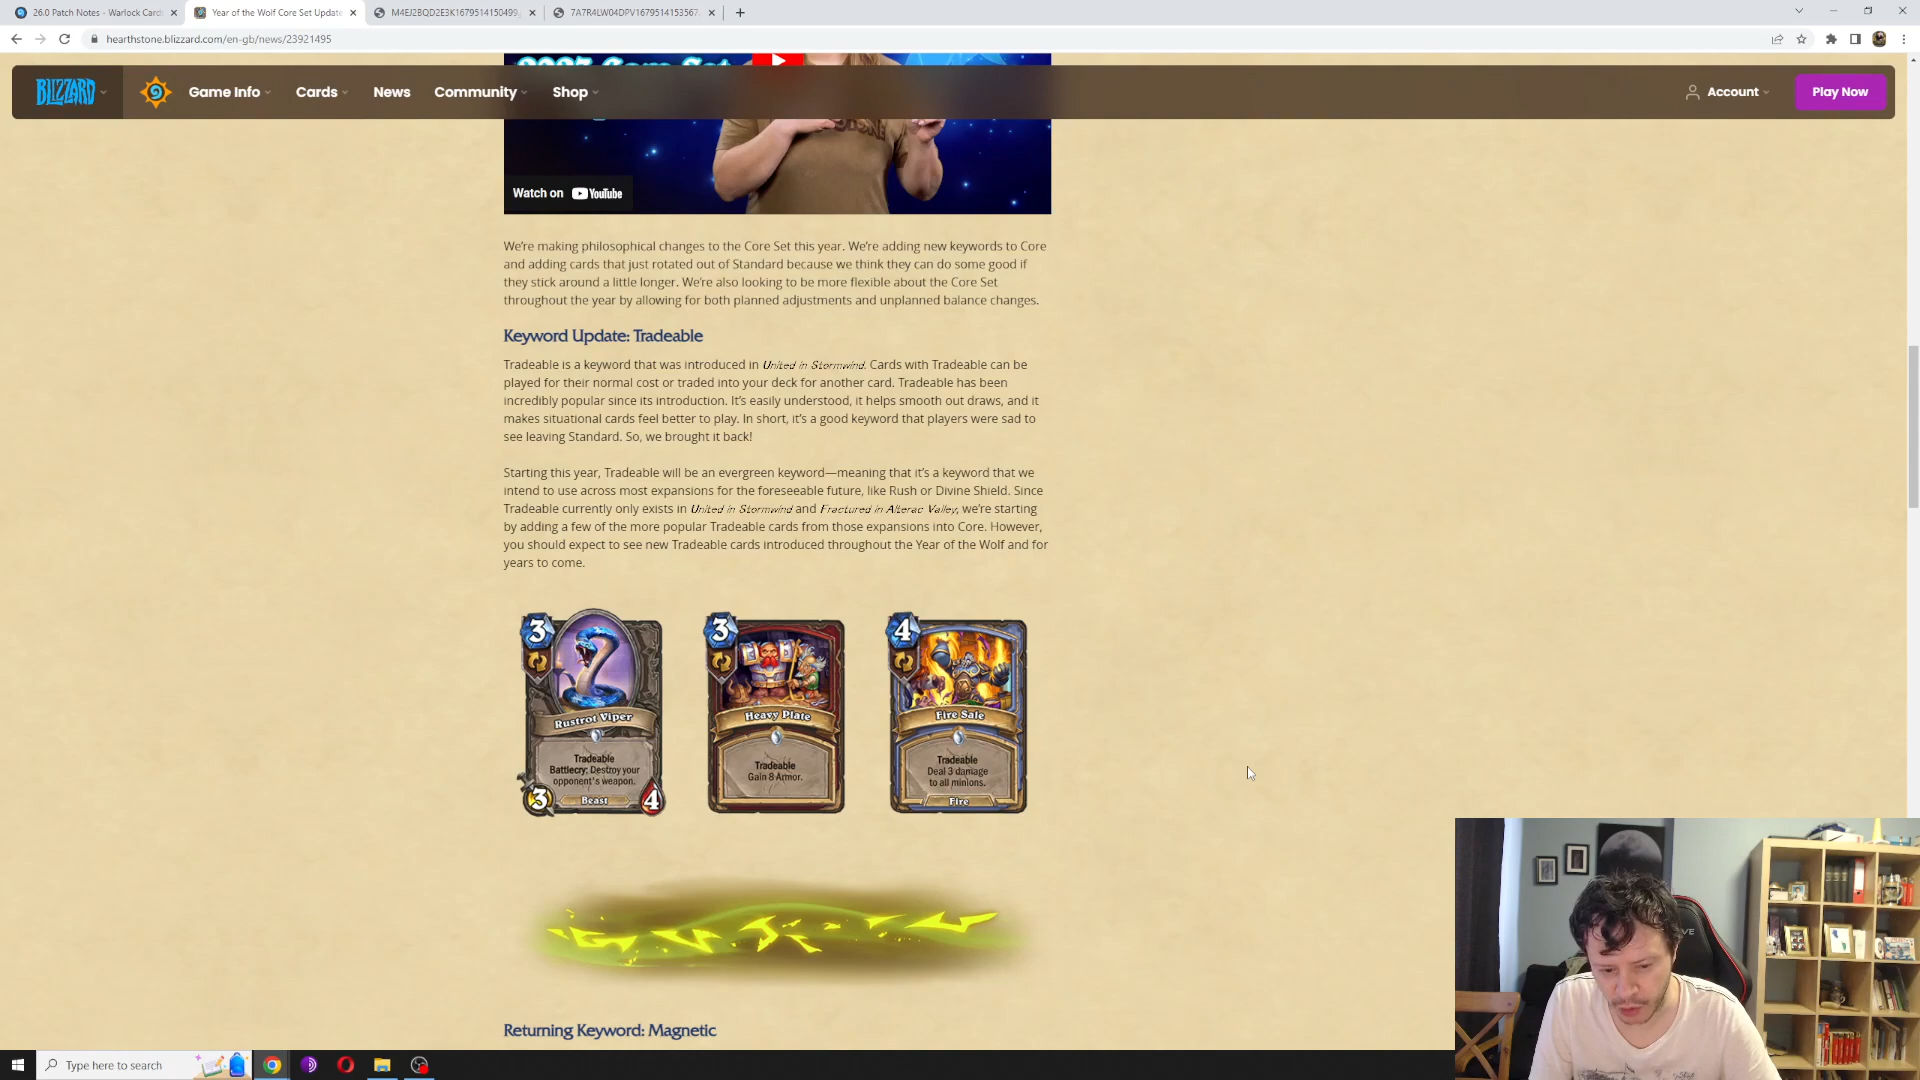 26.0 Patch Notes - Warlock Card
Year of the Wolf Core Set Update
M4EJ2BQD2E3K1679514150499.
7A7R4LW04DPV1679514153567.
hearthstone.blizzard.com/en-gb/news/23921495
BLIZZARD
Game Info
Cards
News
Community
Shop
Account
Play Now
Watch on YouTube
We're making philosophical changes to the Core Set this year. We're adding new keywords to Core
and adding cards that just rotated out of Standard because we think they can do some good if
they stick around a little longer. We're also looking to be more flexible about the Core Set
throughout the year by allowing for both planned adjustments and unplanned balance changes.
Keyword Update: Tradeable
Tradeable is a keyword that was introduced in United in Stormwind. Cards with Tradeable can be
played for their normal cost or traded into your deck for another card. Tradeable has been
incredibly popular since its introduction. It's easily understood, it helps smooth out draws, and it
makes situational cards feel better to play. In short, it's a good keyword that players were sad to
see leaving Standard. So, we brought it back!
Starting this year, Tradeable will be an evergreen keyword—meaning that it's a keyword that we
intend to use across most expansions for the foreseeable future, like Rush or Divine Shield. Since
Tradeable currently only exists in United in Stormwind and Fractured in Alterac Valley, we're starting
by adding a few of the more popular Tradeable cards from those expansions into Core. However,
you should expect to see new Tradeable cards introduced throughout the Year of the Wolf and for
years to come.
3
Rustrot Viper
Tradeable
Battlecry: Destroy your
opponent's weapon.
3
Beast
4
3
Heavy Plate
Tradeable
Gain 8 Armor.
4
Fire Sale
Tradeable
Deal 3 damage
to all minions.
Fire
Returning Keyword: Magnetic
Type here to search